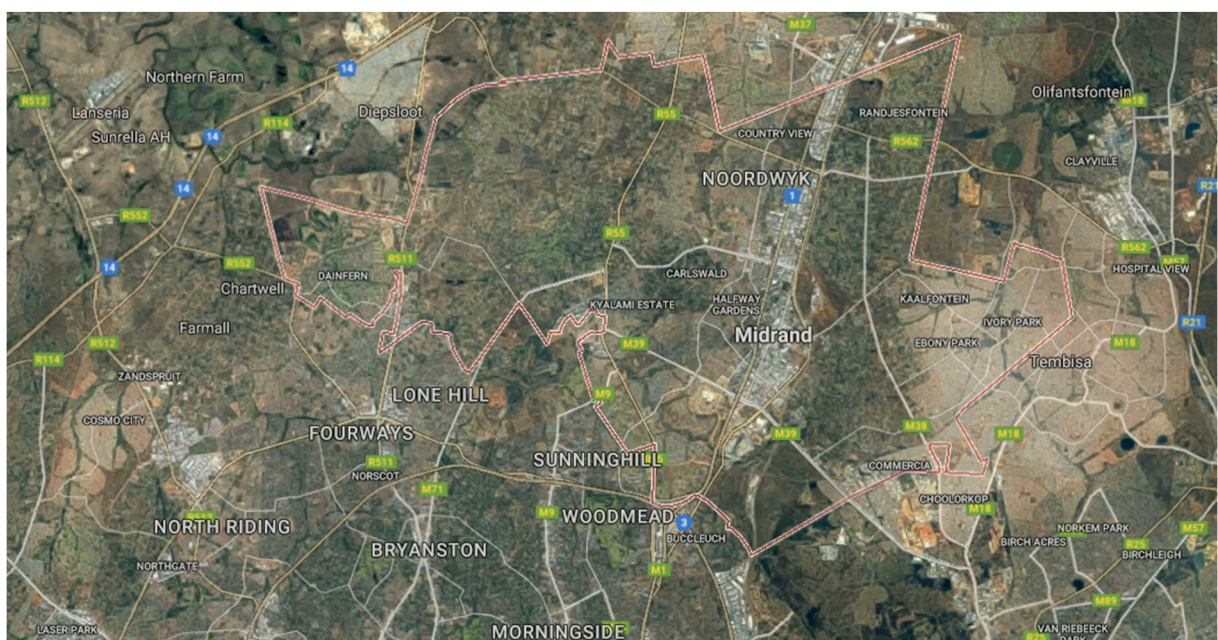 M37
14
Northern Farm
R512
Lanseria
Diepsloot
Olifantsfontein
M18
R55
RANDJESFONTEIN
R114
Sunrella AH
14
COUNTRY VIEW
R562
CLAYVILLE
14
NOORDWYK
1
R21
R552
R55
R552
R511
R562
14
DAINFERN
CARLSWALD
HOSPITAL VIEW
M57
Chartwell
KYALAMI ESTATE
HALFWAY
GARDENS
KAALFONTEIN
Farmall
IVORY PARK
R21
R512
M39
Midrand
EBONY PARK
M18
R114
Tembisa
ZANDSPRUIT
LONE HILL
M9
COSMO CITY
M38
FOURWAYS
M39
M18
R511
SUNNINGHILL
COMMERCIA
NORSCOT
M71
CHOOLORKOP
M18
M9
WOODMEAD
3
NORTH RIDING
BUCCLEUCH
NORKEM PARK
M57
BRYANSTON
BIRCH ACRES
R25
BIRCHLEIGH
NORTHGATE
M1
M89
LASER PARK
MORNINGSIDE
VAN RIEBEECK
PARK